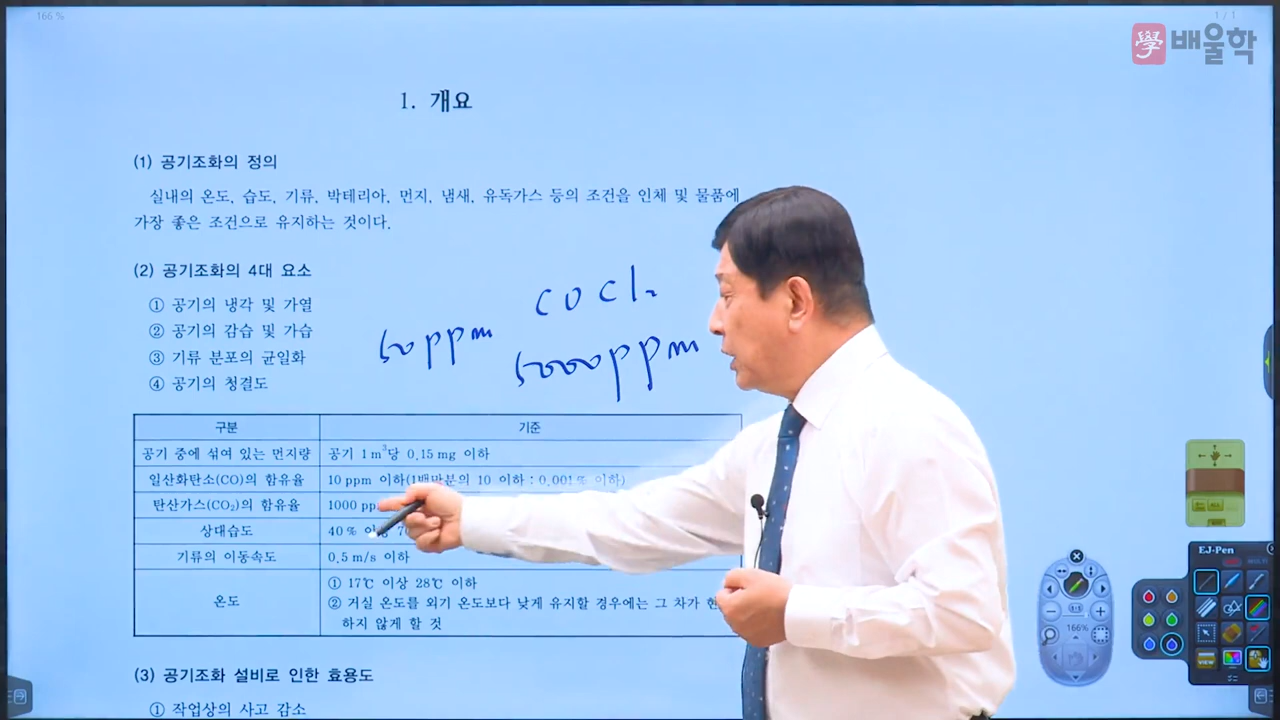 166 %
1 / 1
學 배울학
1. 개요
(1) 공기조화의 정의
실내의 온도, 습도, 기류, 박테리아, 먼지, 냄새, 유독가스 등의 조건을 인체 및 물품에
가장 좋은 조건으로 유지하는 것이다.
(2) 공기조화의 4대 요소
① 공기의 냉각 및 가열
② 공기의 감습 및 가습
③ 기류 분포의 균일화
④ 공기의 청결도
COCl₂
50ppm
5000ppm
구분 기준
공기 중에 섞여 있는 먼지량 공기 1m³당 0.15mg 이하
일산화탄소(CO)의 함유율 10 ppm 이하(1백만분의 10 이하 : 0.001% 이하)
탄산가스(CO₂)의 함유율 1000 pp
상대습도 40%
기류의 이동속도 0.5 m/s 이하
온도
① 17℃ 이상 28℃ 이하
② 거실 온도를 외기 온도보다 낮게 유지할 경우에는 그 차가
하지 않게 할 것
(3) 공기조화 설비로 인한 효용도
① 작업상의 사고 감소
EJ-Pen
166%
VIEW